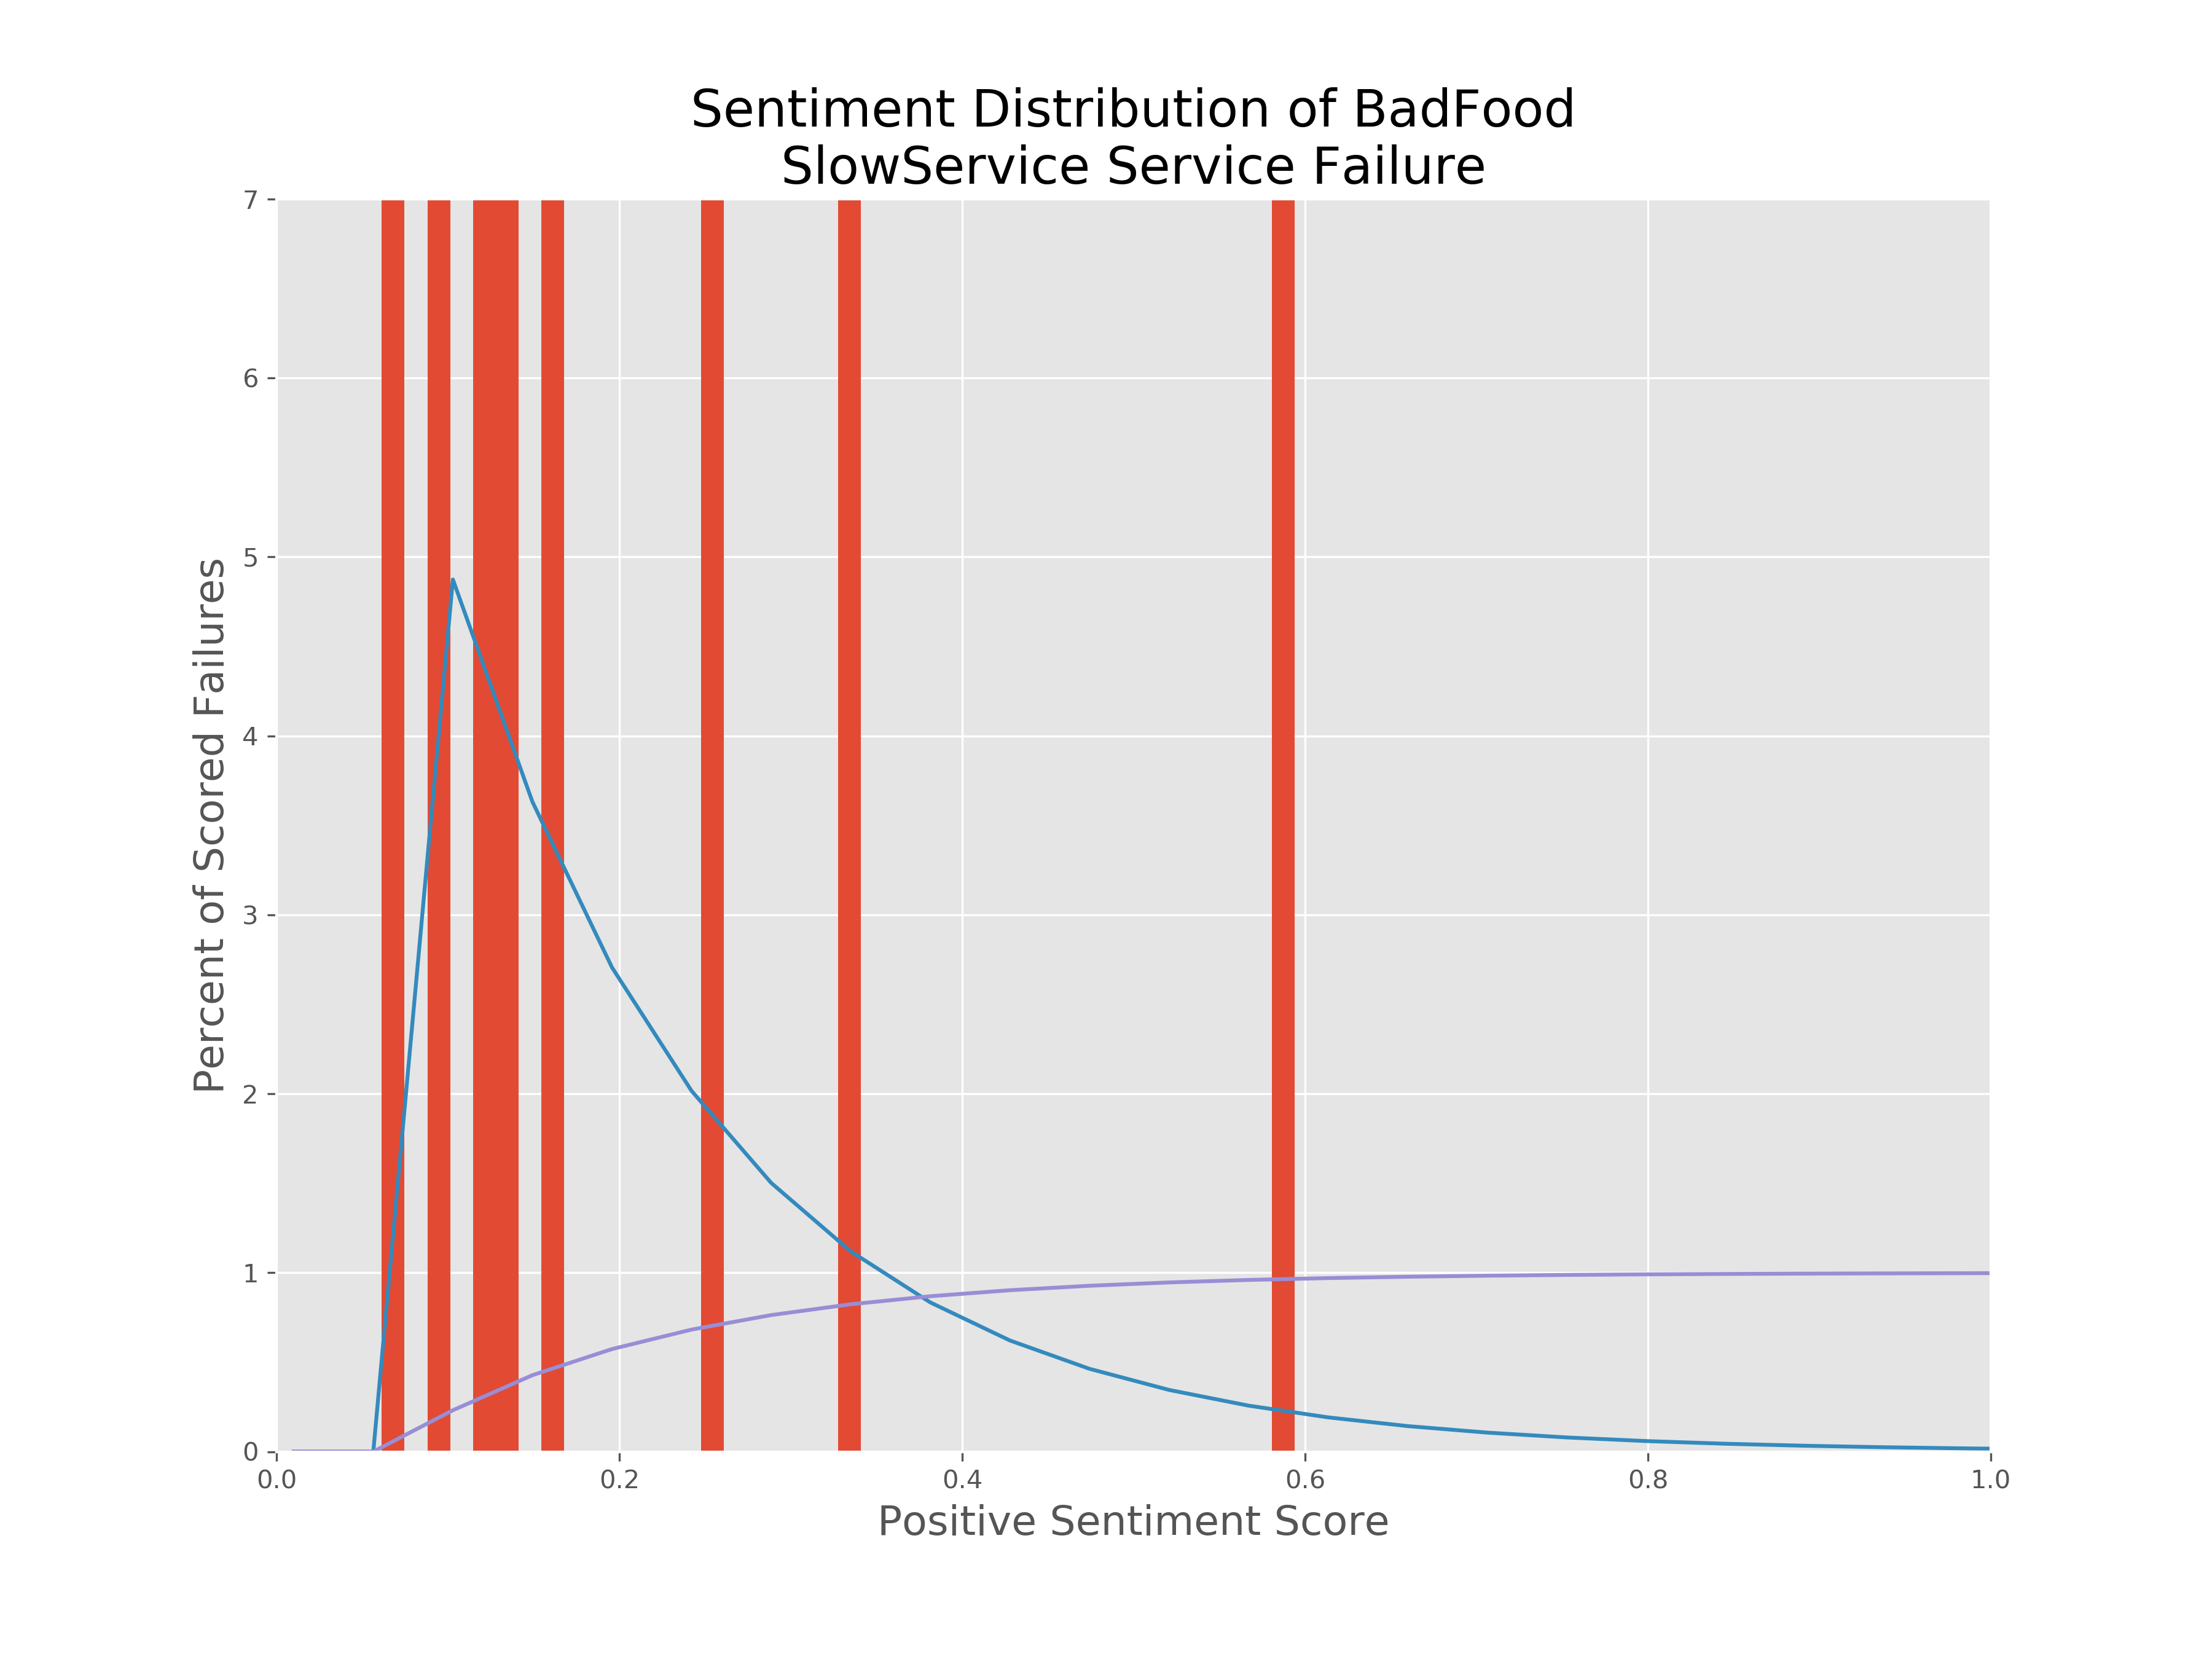 Sentiment Distribution of BadFood
SlowService Service Failure
7
6
5
4
3
2
1
0
Percent of Scored Failures
0.0 0.2 0.4 0.6 0.8 1.0
Positive Sentiment Score